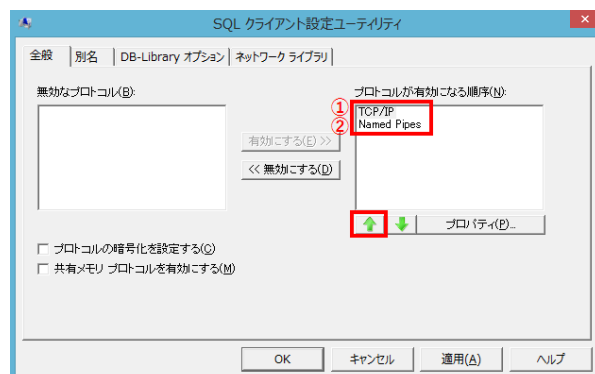 SQL クライアント設定ユーティリティ
全般
別名
DB-Library オプション
ネットワーク ライブラリ
無効なプロトコル(B):
プロトコルが有効になる順序(N):
① TCP/IP
② Named Pipes
有効にする(E) >>
<< 無効にする(D)
プロパティ(P)...
プロトコルの暗号化を設定する(C)
共有メモリ プロトコルを有効にする(M)
OK
キャンセル
適用(A)
ヘルプ